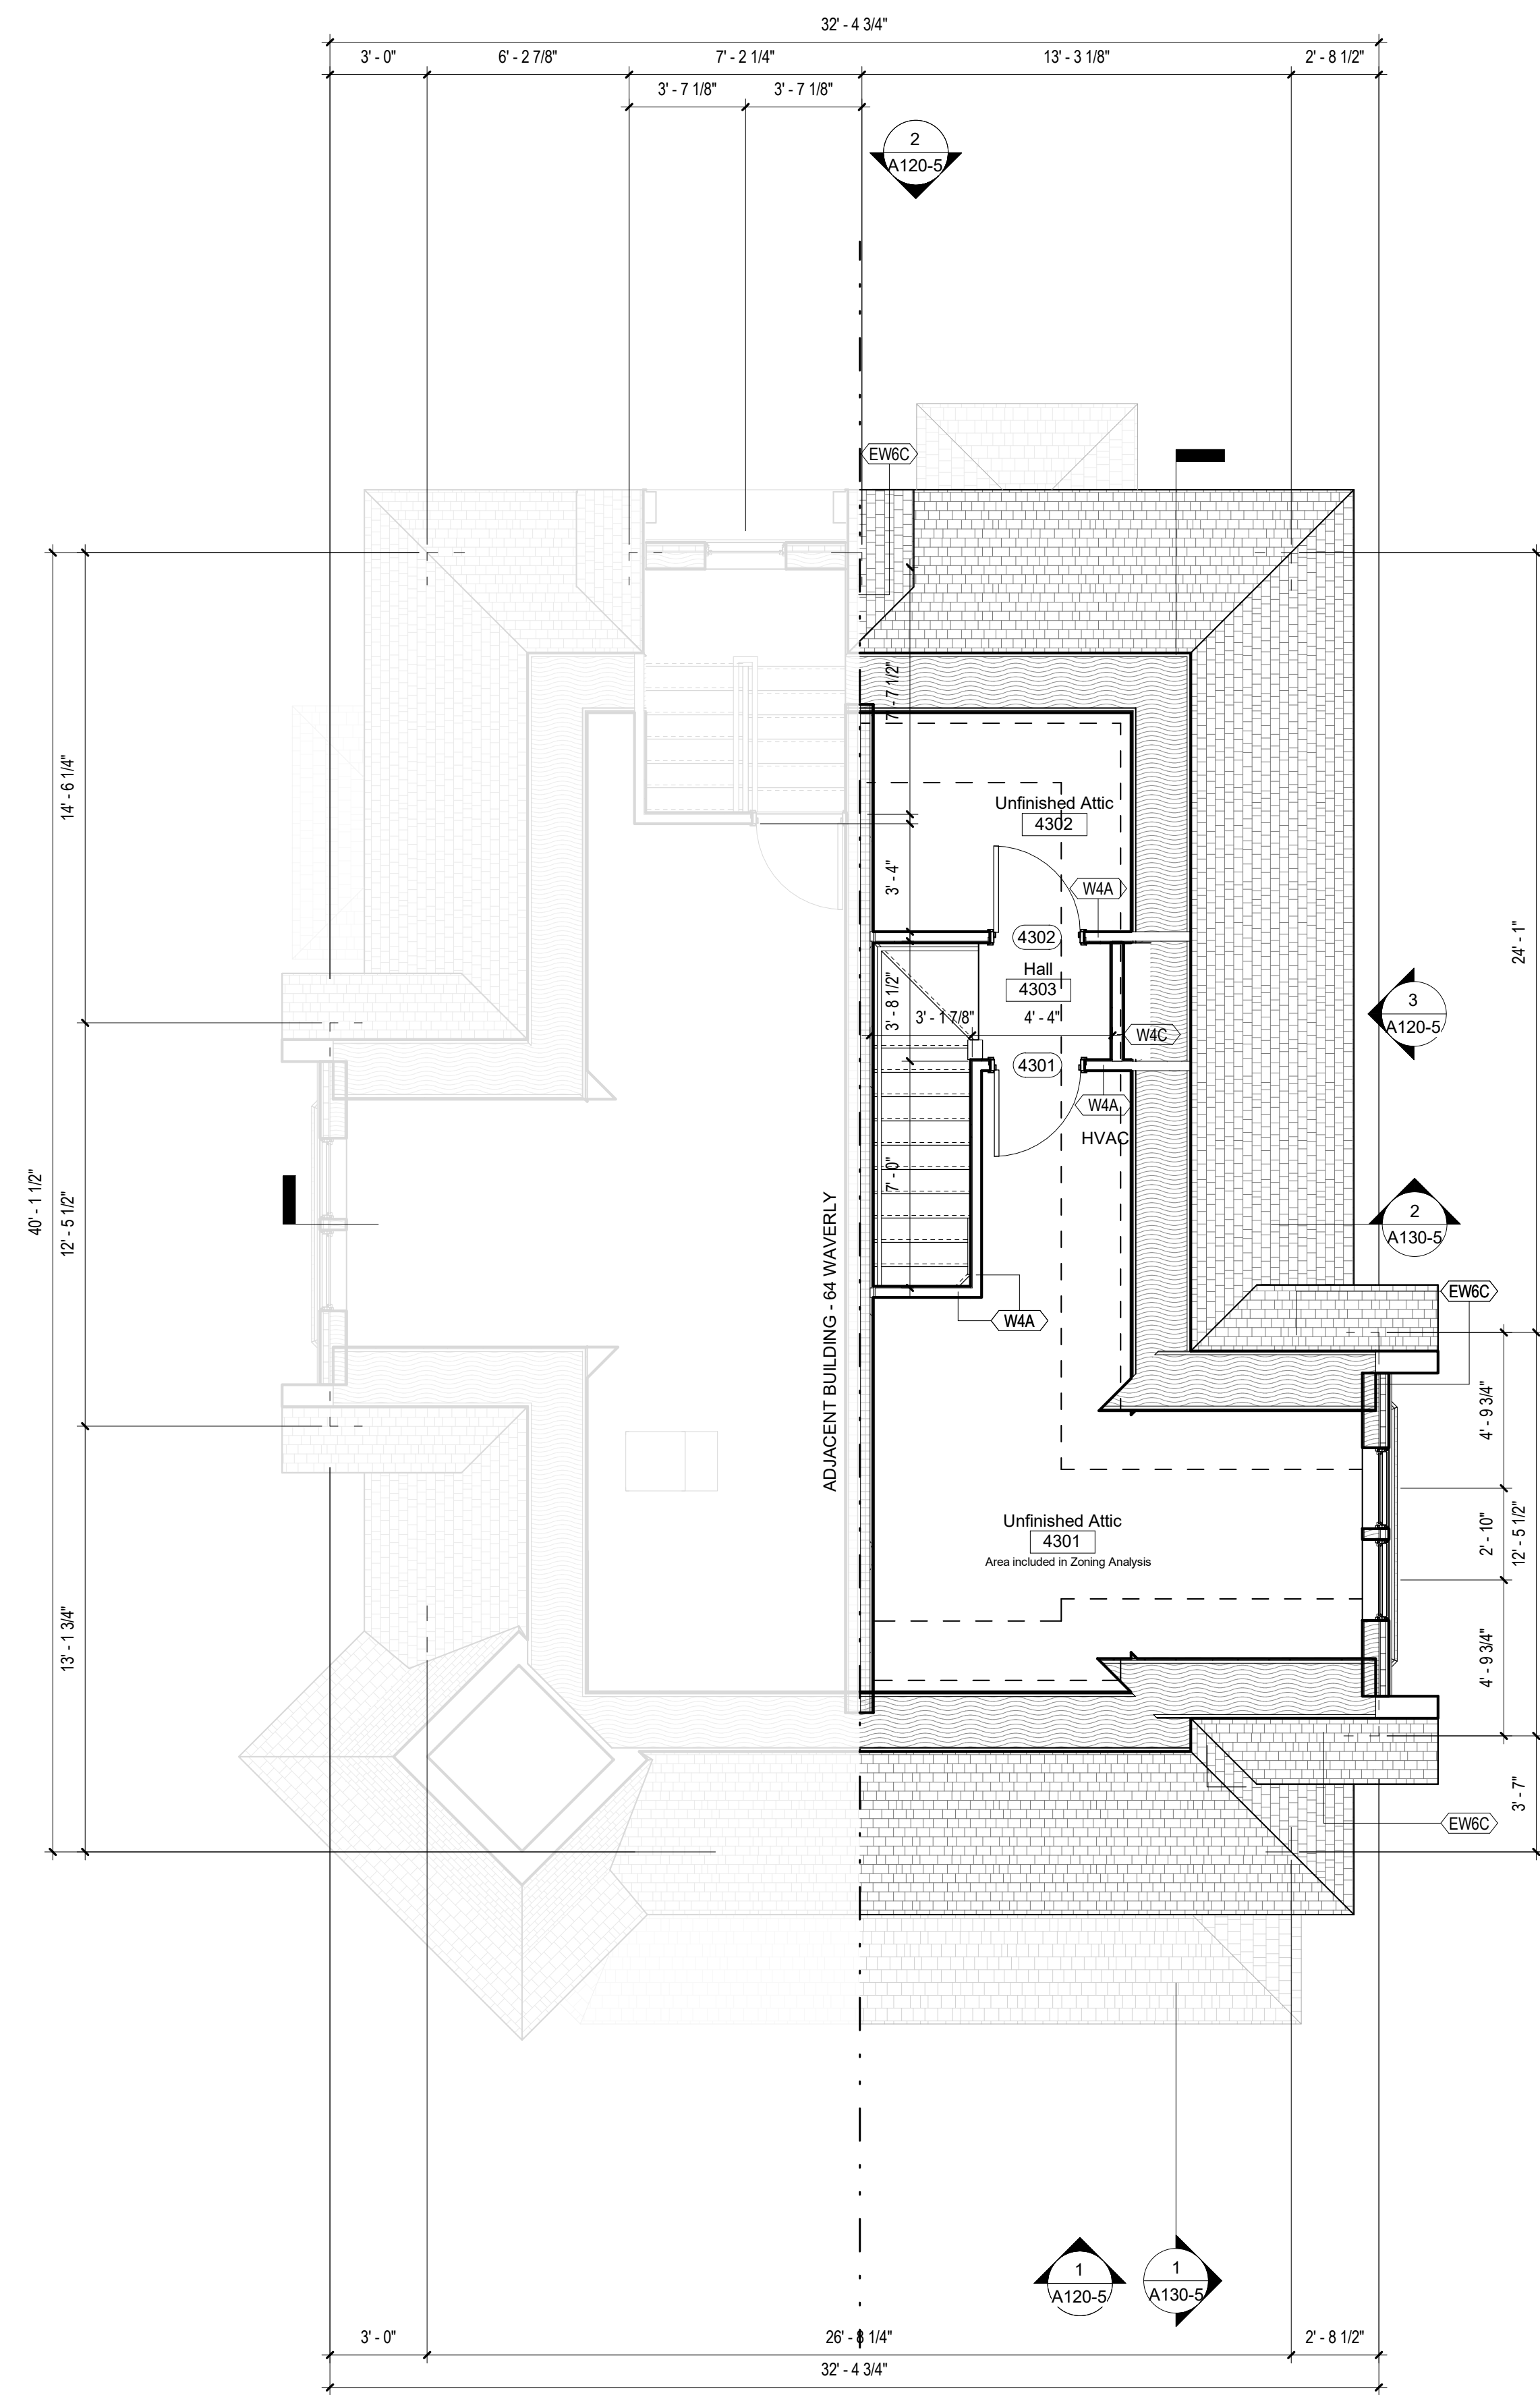 32' - 4 3/4"
3' - 0"
6' - 2 7/8"
7' - 2 1/4"
13' - 3 1/8"
2' - 8 1/2"
3' - 7 1/8"
3' - 7 1/8"
2
A120-5
EW6C
7' - 7 1/2"
14' - 6 1/4"
Unfinished Attic
4302
3' - 4"
W4A
4302
24' - 1"
Hall
4303
3' - 8 1/2"
3' - 1 7/8"
4' - 4"
W4C
3
A120-5
4301
W4A
HVAC
7' - 0"
40' - 1 1/2"
12' - 5 1/2"
2
A130-5
ADJACENT BUILDING - 64 WAVERLY
EW6C
W4A
4' - 9 3/4"
Unfinished Attic
4301
Area included in Zoning Analysis
2' - 10"
12' - 5 1/2"
13' - 1 3/4"
4' - 9 3/4"
3' - 7"
EW6C
1
A120-5
1
A130-5
3' - 0"
26' - 8 1/4"
2' - 8 1/2"
32' - 4 3/4"